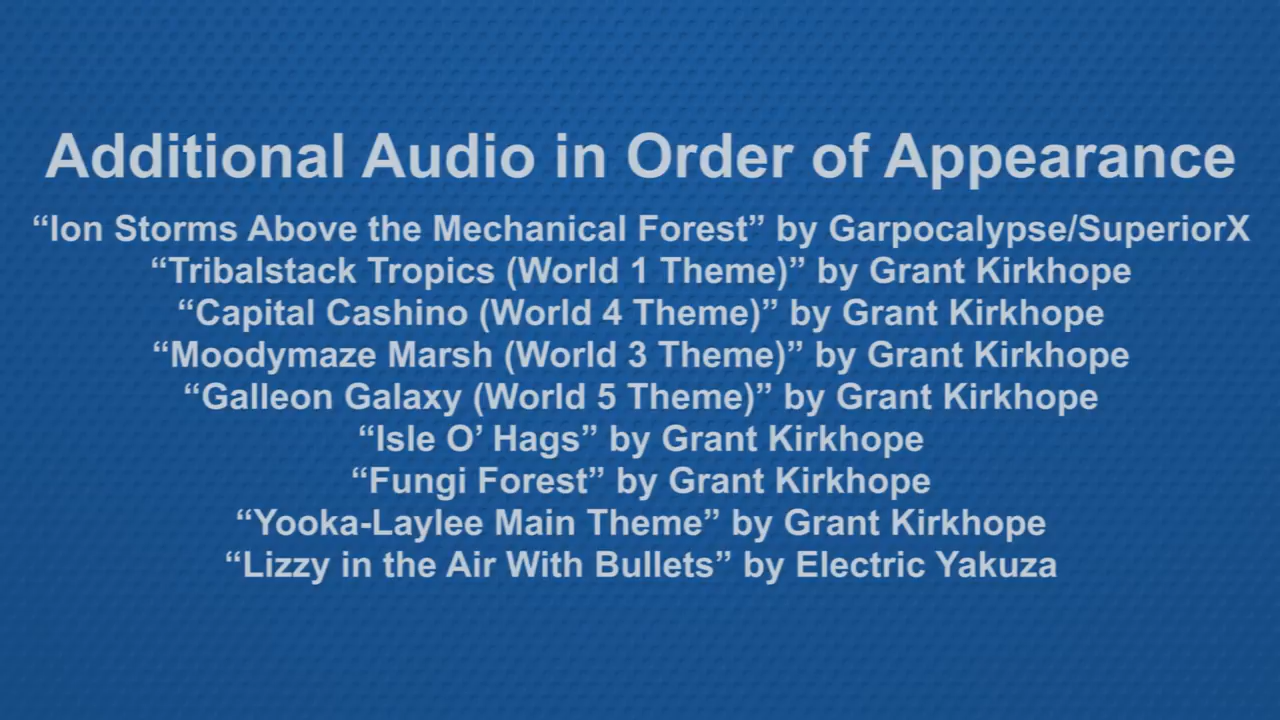 Additional Audio in Order of Appearance
“Ion Storms Above the Mechanical Forest” by Garpocalypse/SuperiorX
“Tribalstack Tropics (World 1 Theme)” by Grant Kirkhope
“Capital Cashino (World 4 Theme)” by Grant Kirkhope
“Moodymaze Marsh (World 3 Theme)” by Grant Kirkhope
“Galleon Galaxy (World 5 Theme)” by Grant Kirkhope
“Isle O’ Hags” by Grant Kirkhope
“Fungi Forest” by Grant Kirkhope
“Yooka-Laylee Main Theme” by Grant Kirkhope
“Lizzy in the Air With Bullets” by Electric Yakuza